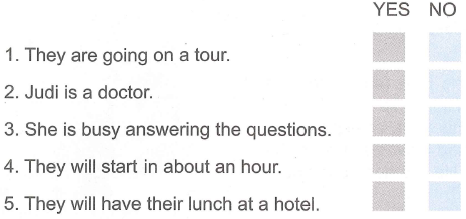 YES NO
1. They are going on a tour.
2. Judi is a doctor.
3. She is busy answering the questions.
4. They will start in about an hour.
5. They will have their lunch at a hotel.